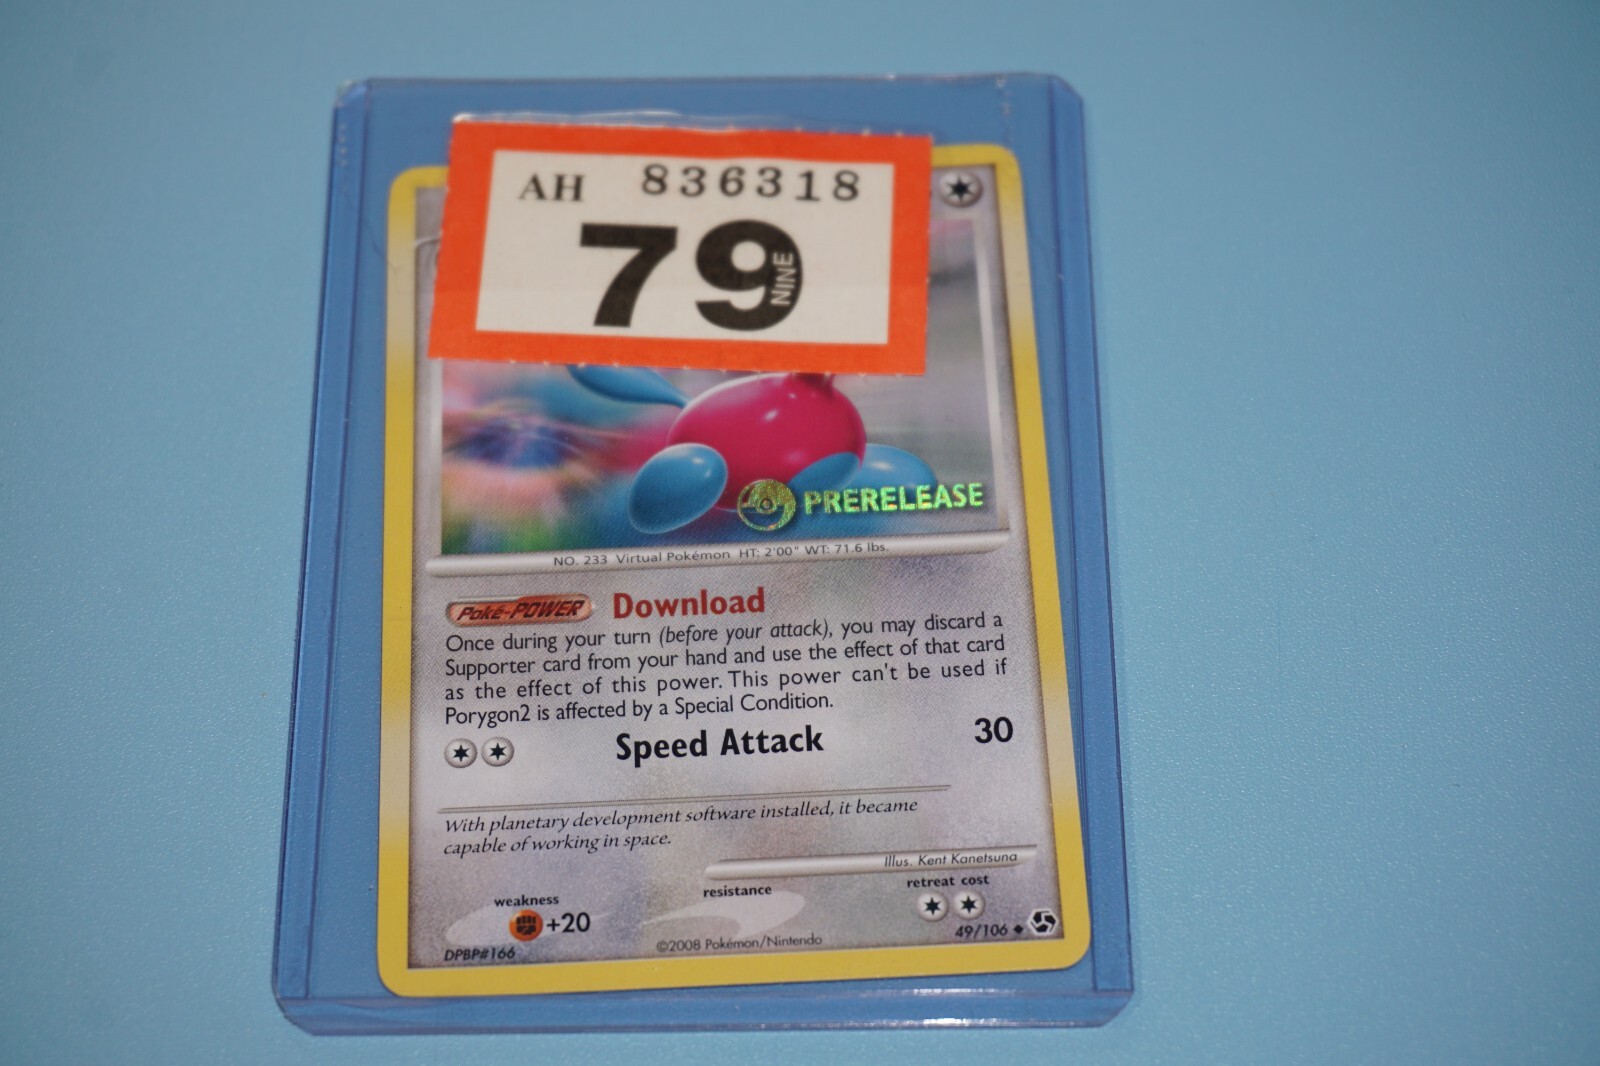 AH 836318
79
NINE
PRERELEASE
NO. 233 Virtual Pokémon HT: 2'00" WT: 71.6 lbs.
Poké-POWER Download
Once during your turn (before your attack), you may discard a
Supporter card from your hand and use the effect of that card
as the effect of this power. This power can't be used if
Porygon2 is affected by a Special Condition.
Speed Attack 30
With planetary development software installed, it became
capable of working in space.
Illus. Kent Kanetsuna
weakness resistance retreat cost
+20
DPBP#166 ©2008 Pokémon/Nintendo 49/106